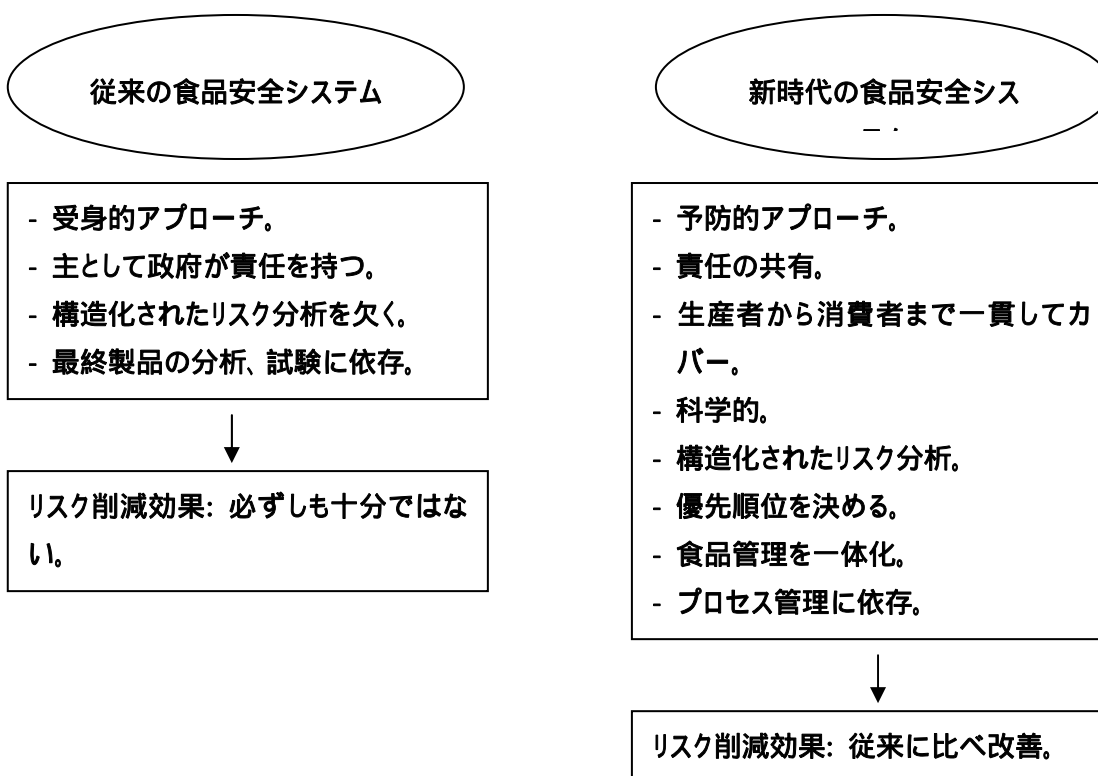 従来の食品安全システム
- 受身的アプローチ。
- 主として政府が責任を持つ。
- 構造化されたリスク分析を欠く。
- 最終製品の分析、試験に依存。
リスク削減効果: 必ずしも十分ではな
い。
新時代の食品安全シス
- 予防的アプローチ。
- 責任の共有。
- 生産者から消費者まで一貫してカ
バー。
- 科学的。
- 構造化されたリスク分析。
- 優先順位を決める。
- 食品管理を一体化。
- プロセス管理に依存。
リスク削減効果: 従来に比べ改善。